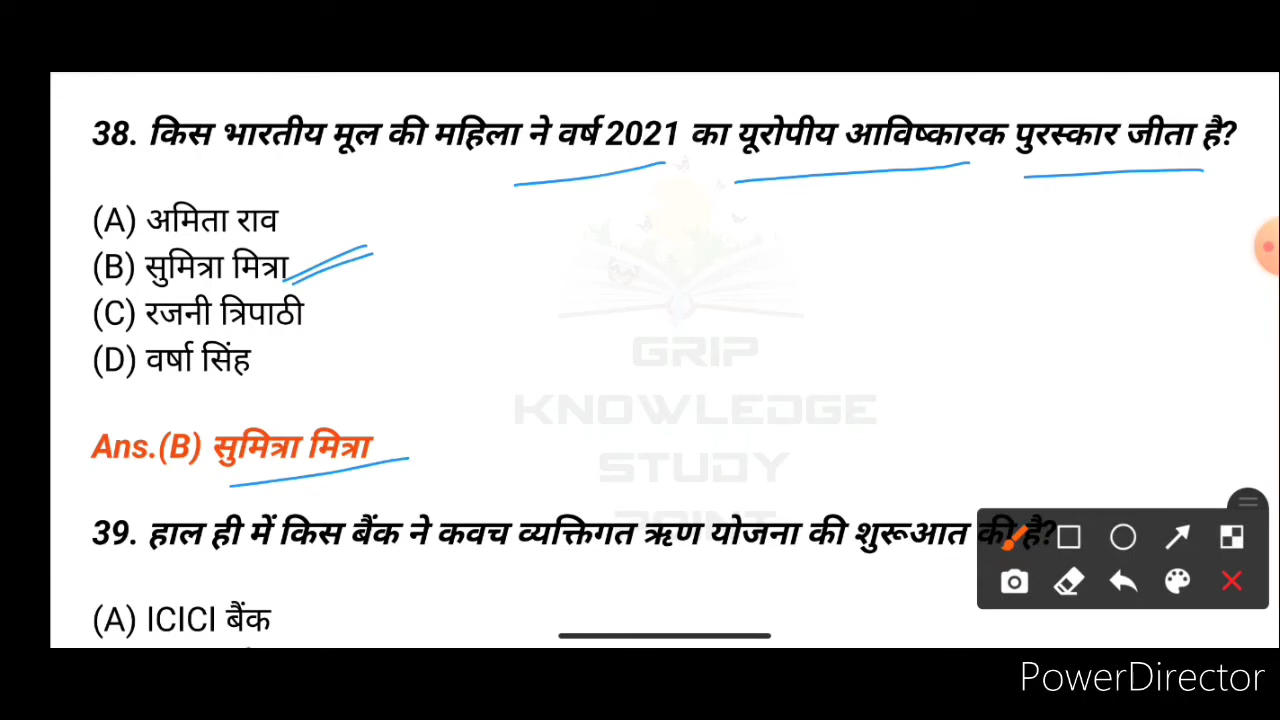 38. किस भारतीय मूल की महिला ने वर्ष 2021 का यूरोपीय आविष्कारक पुरस्कार जीता है?
(A) अमिता राव
(B) सुमित्रा मित्रा
(C) रजनी त्रिपाठी
(D) वर्षा सिंह
GRIP
KNOWLEDGE
STUDY
POINT
Ans.(B) सुमित्रा मित्रा
39. हाल ही में किस बैंक ने कवच व्यक्तिगत ऋण योजना की शुरूआत की है?
(A) ICICI बैंक
PowerDirector